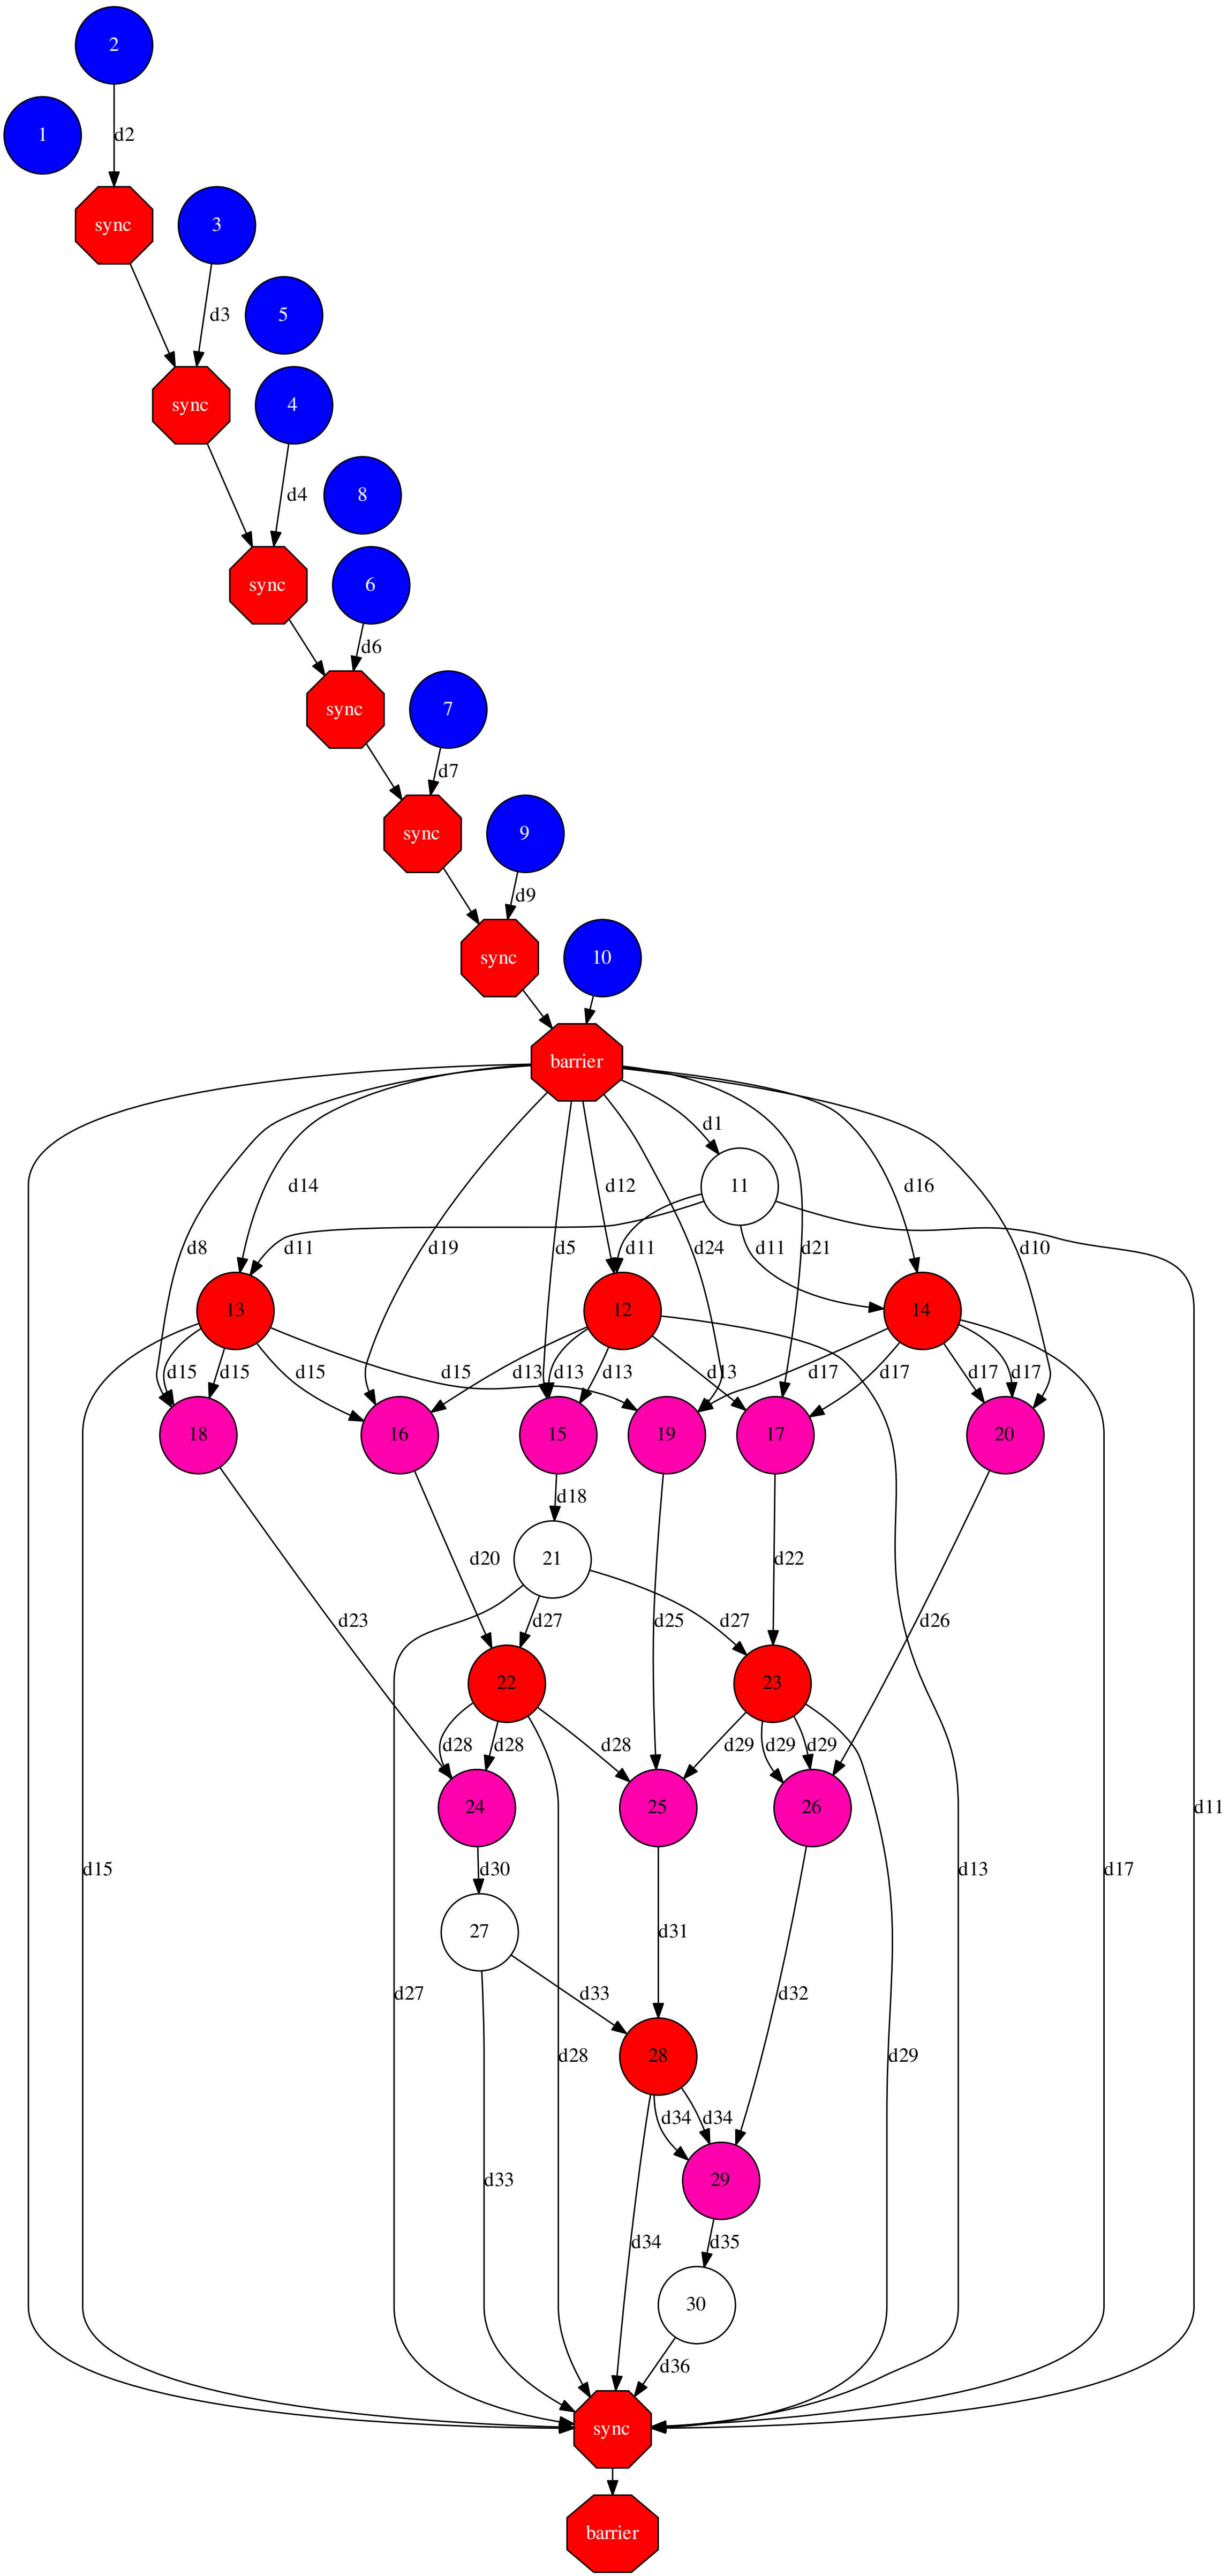 2
1
d2
sync
3
d3
5
sync
4
d4
8
sync
6
d6
sync
7
d7
sync
9
d9
sync
10
barrier
d1
d14
d12
11
d16
d8
d11
d19
d5
d11
d24
d11
d21
d10
13
12
14
d15
d15
d15
d15
d13
d13
d13
d13
d17
d17
d17
d17
18
16
15
19
17
20
d18
d20
21
d22
d23
d27
d25
d27
d26
22
23
d28
d28
d28
d29
d29
d29
24
25
26
d11
d15
d30
d13
d17
27
d31
d27
d33
d32
28
d28
d29
d34
d34
29
d33
d34
d35
30
d36
sync
barrier